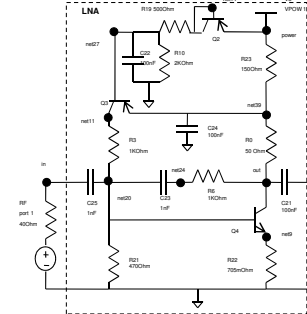 LNA
R19 500Ohm
VPOW 1
Q2
power
net27
C22
100nF
R10
2KOhm
R23
150Ohm
Q3
net39
net11
C24
100nF
R3
1KOhm
R0
50 Ohm
in
net24
out
C25
1nF
net20
C23
1nF
R6
1KOhm
C21
100nF
RF
port 1
40Ohm
Q4
net9
R21
470Ohm
R22
705mOhm